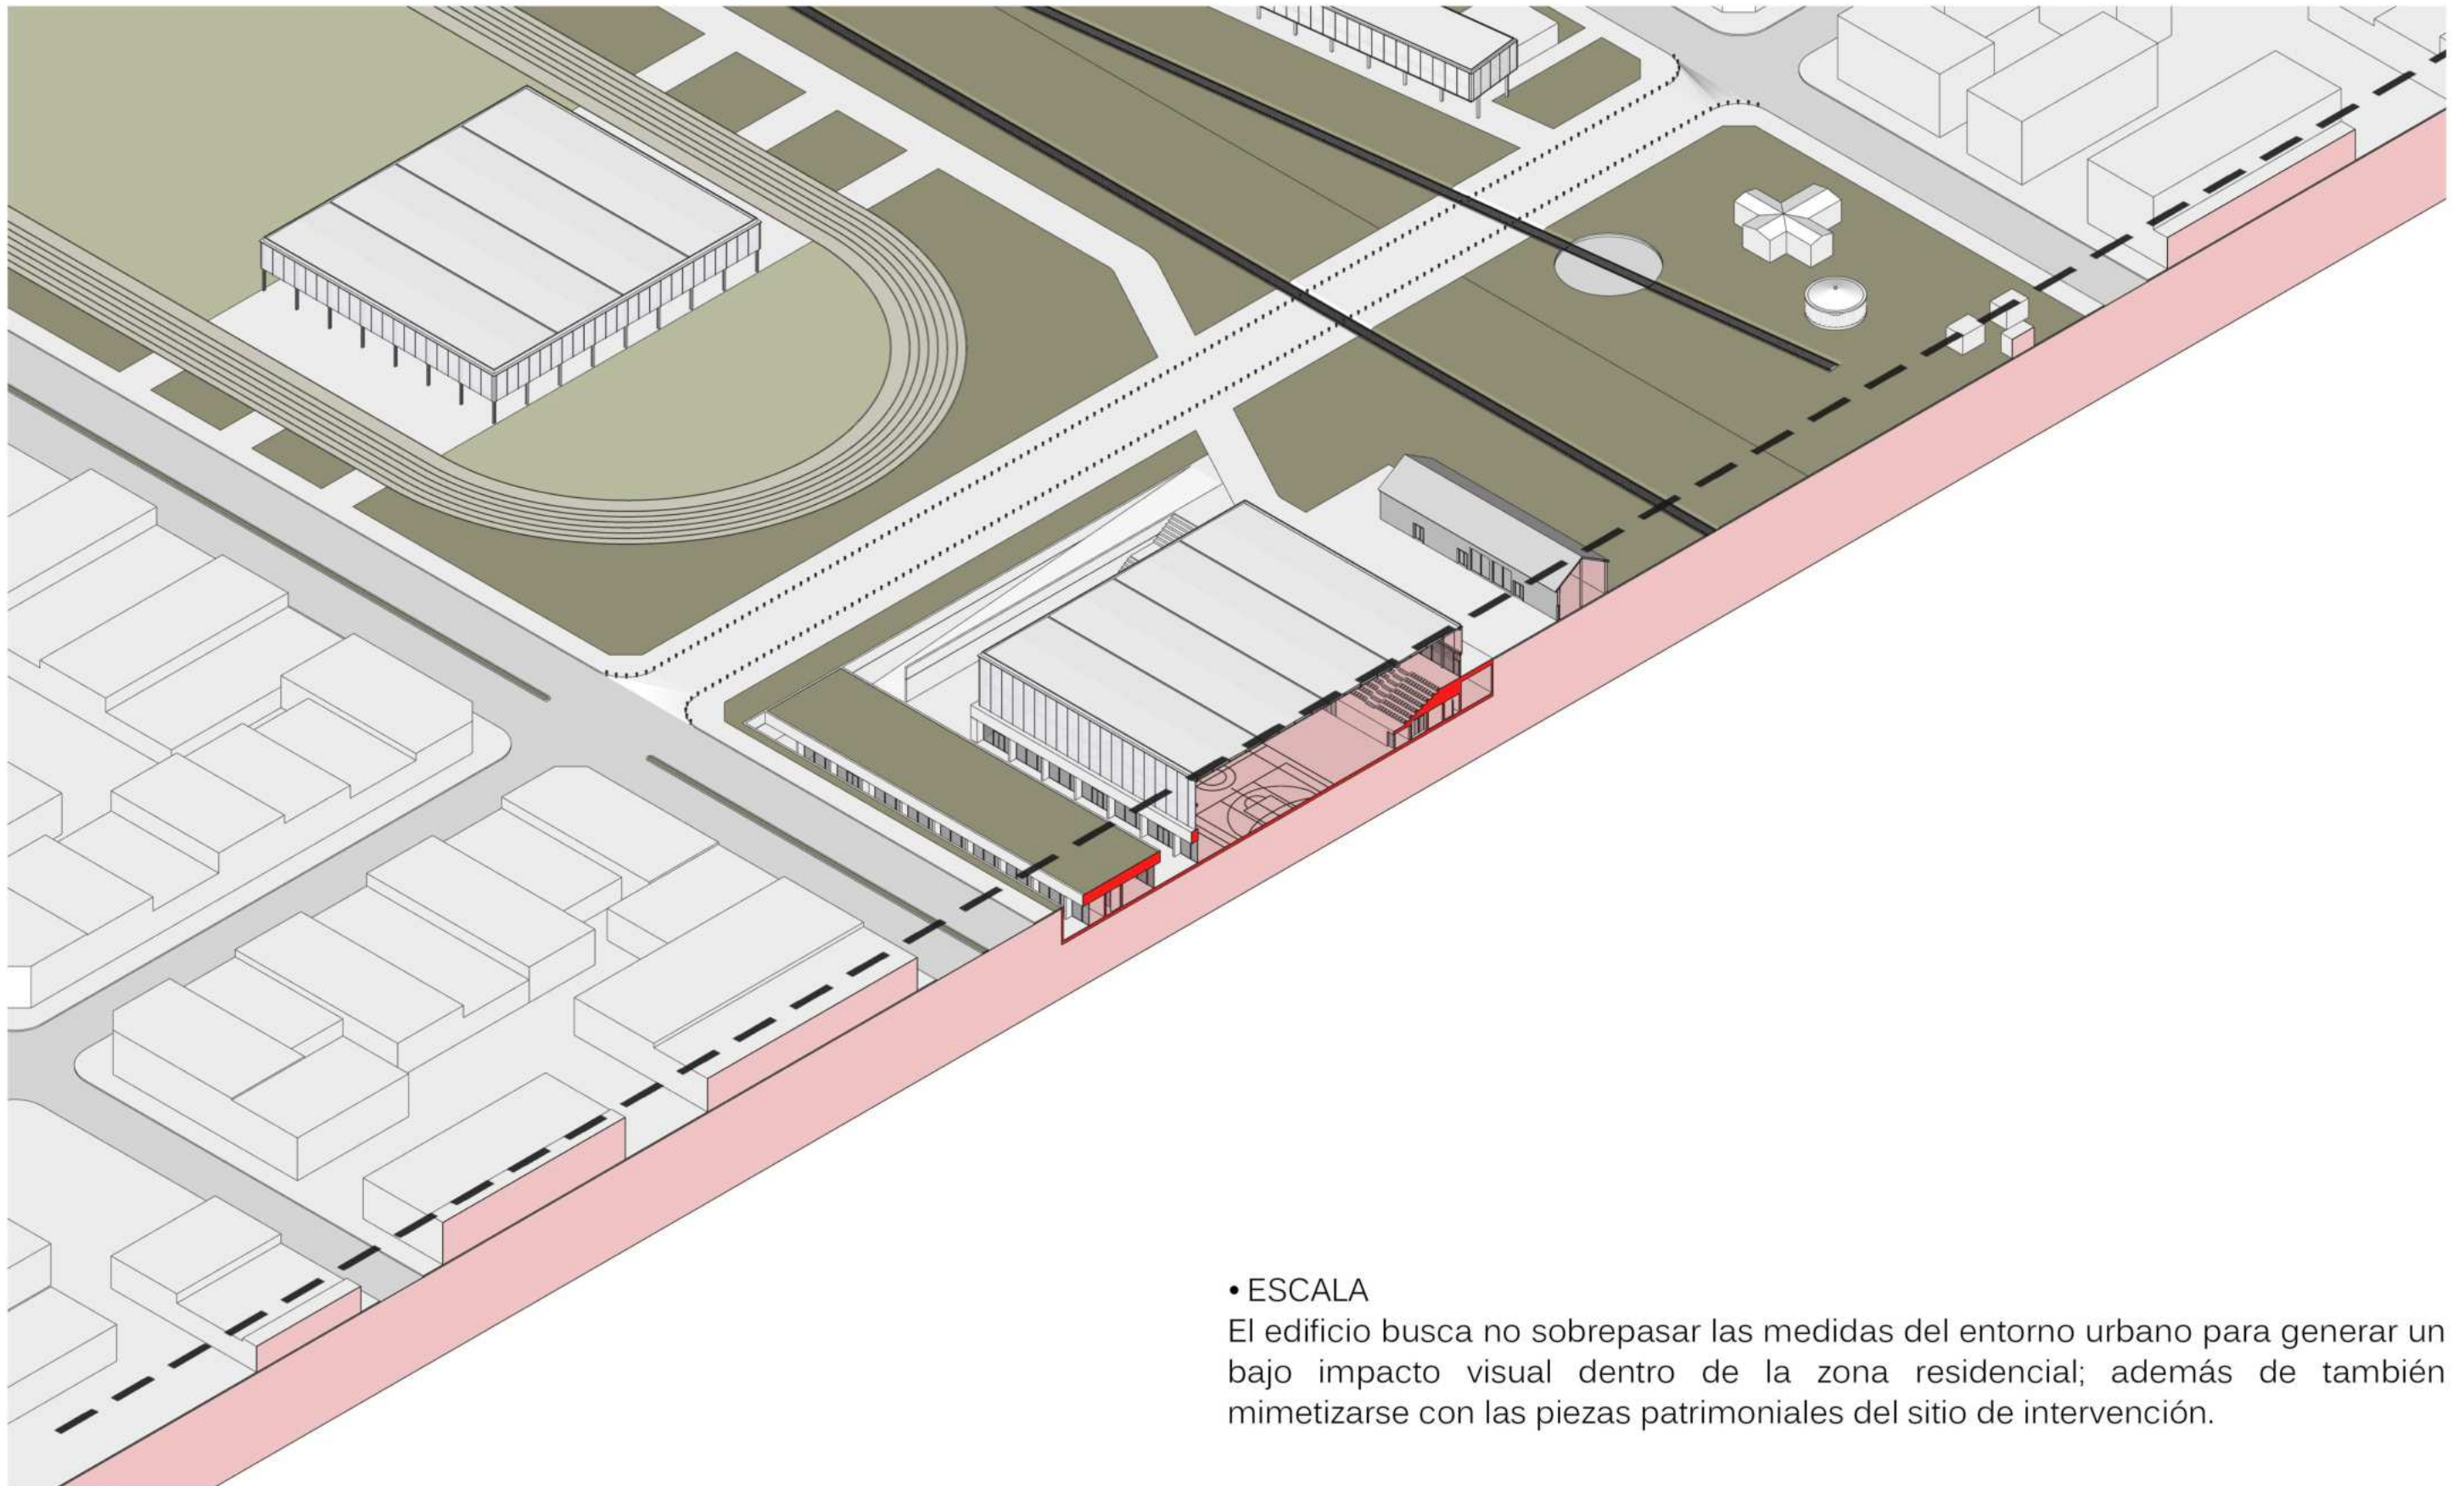 • ESCALA
El edificio busca no sobrepasar las medidas del entorno urbano para generar un
bajo impacto visual dentro de la zona residencial; además de también
mimetizarse con las piezas patrimoniales del sitio de intervención.